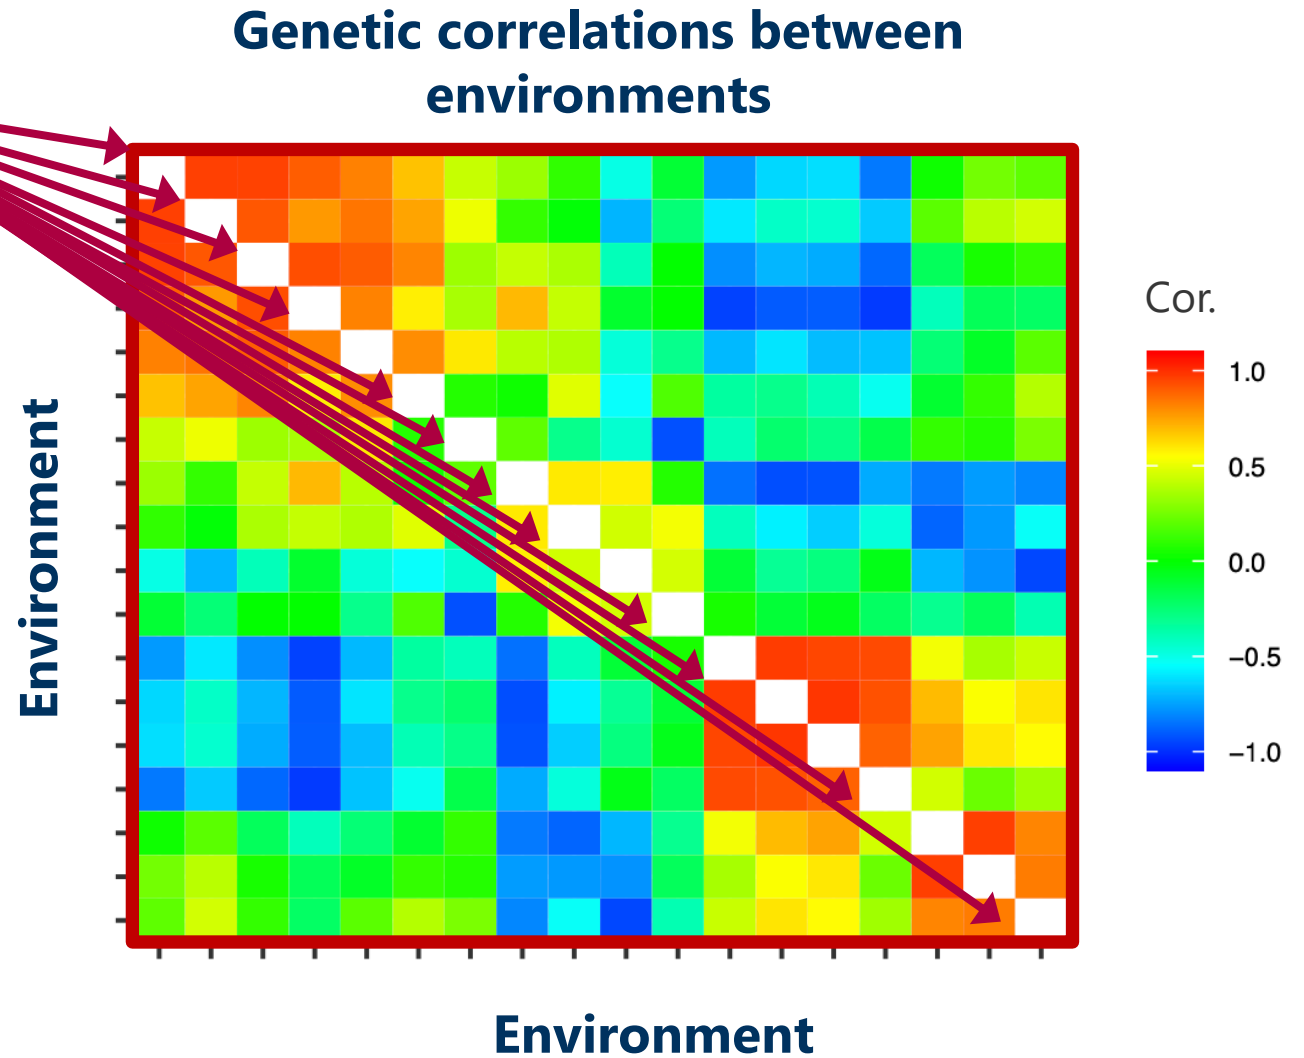 Genetic correlations between
environments
Cor.
1.0
0.5
0.0
−0.5
−1.0
Environment
Environment